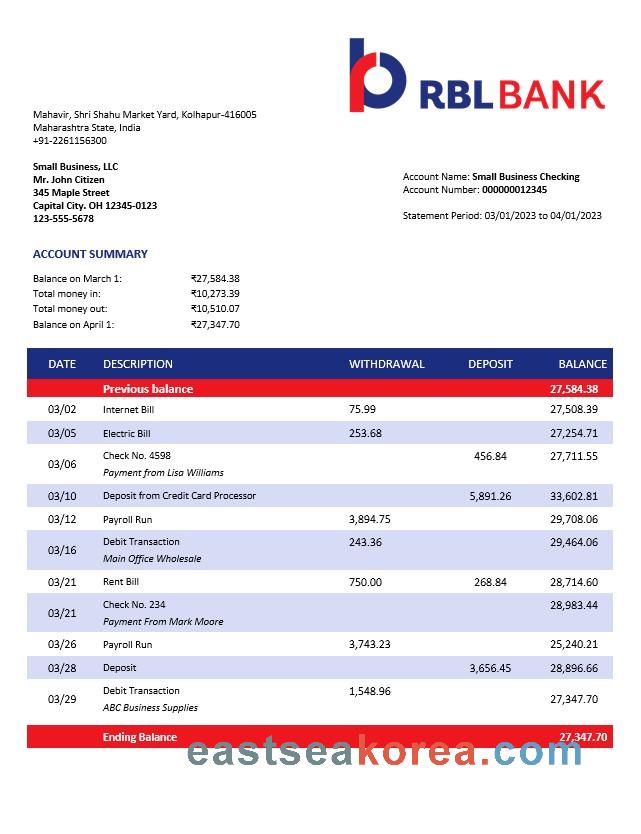 RBL BANK
Mahavir, Shri Shahu Market Yard, Kolhapur-416005
Maharashtra State, India
+91-2261156300
Small Business, LLC
Mr. John Citizen
345 Maple Street
Capital City. OH 12345-0123
123-555-5678
Account Name: Small Business Checking
Account Number: 000000012345
Statement Period: 03/01/2023 to 04/01/2023
ACCOUNT SUMMARY
Balance on March 1: ₹27,584.38
Total money in: ₹10,273.39
Total money out: ₹10,510.07
Balance on April 1: ₹27,347.70
DATE DESCRIPTION WITHDRAWAL DEPOSIT BALANCE
Previous balance 27,584.38
03/02 Internet Bill 75.99 27,508.39
03/05 Electric Bill 253.68 27,254.71
03/06 Check No. 4598 456.84 27,711.55
Payment from Lisa Williams
03/10 Deposit from Credit Card Processor 5,891.26 33,602.81
03/12 Payroll Run 3,894.75 29,708.06
03/16 Debit Transaction 243.36 29,464.06
Main Office Wholesale
03/21 Rent Bill 750.00 268.84 28,714.60
03/21 Check No. 234 28,983.44
Payment From Mark Moore
03/26 Payroll Run 3,743.23 25,240.21
03/28 Deposit 3,656.45 28,896.66
03/29 Debit Transaction 1,548.96 27,347.70
ABC Business Supplies
Ending Balance 27,347.70
eastseakorea.com